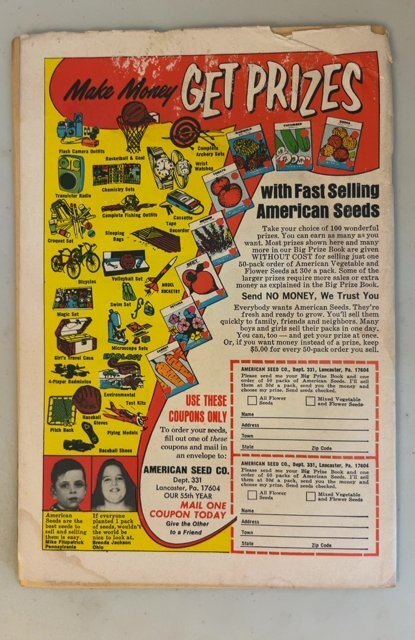 Make Money GET PRIZES
Flash Camera Outfits
Basketball & Goal
Complete
Archery Sets
Wrist
Watches
Transistor Radio
Chemistry Sets
Complete Fishing Outfits
Cassette
Tape
Recorder
Croquet Set
Sleeping
Bags
Bicycles
Volleyball Set
MODEL
ROCKETRY
Magic Set
Swim Set
Girl's Travel Case
Microscope Sets
ECOLOGY
4-Player Badminton
Environmental
Test Kits
Baseball
Gloves
Pitch Back
Flying Models
Baseball Shoes
CUCUMBER
with Fast Selling
American Seeds
Take your choice of 100 wonderful
prizes. You can earn as many as you
want. Most prizes shown here and many
more in our Big Prize Book are given
WITHOUT COST for selling just one
50-pack order of American Vegetable and
Flower Seeds at 30¢ a pack. Some of the
larger prizes require more sales or extra
money as explained in the Big Prize Book.
Send NO MONEY, We Trust You
Everybody wants American Seeds. They're
fresh and ready to grow. You'll sell them
quickly to family, friends and neighbors. Many
boys and girls sell their packs in one day.
You can, too — and get your prize at once.
Or, if you want money instead of a prize, keep
$5.00 for every 50-pack order you sell.
USE THESE
COUPONS ONLY
To order your seeds,
fill out one of these
coupons and mail in
an envelope to:
AMERICAN SEED CO.
Dept. 331
Lancaster, Pa. 17604
OUR 55th YEAR
MAIL ONE
COUPON TODAY
Give the Other
to a Friend
American
Seeds are the
best seeds to
sell and selling
them is easy.
Mike Fitzpatrick
Pennsylvania
If everyone
planted 1 pack
of seeds, wouldn't
the world be
nice to look at.
Brenda Jackson
Ohio
AMERICAN SEED CO., Dept. 331, Lancaster, Pa. 17604
Please send me your Big Prize Book and one
order of 50 packs of American Seeds. I'll sell
them at 30¢ a pack, send you the money and
choose my prize. Send seeds checked.
All Flower
Seeds
Mixed Vegetable
and Flower Seeds
Name
Address
Town
State Zip Code
AMERICAN SEED CO., Dept. 331, Lancaster, Pa. 17604
Please send me your Big Prize Book and one
order of 50 packs of American Seeds. I'll sell
them at 30¢ a pack, send you the money and
choose my prize. Send seeds checked.
All Flower
Seeds
Mixed Vegetable
and Flower Seeds
Name
Address
Town
State Zip Code